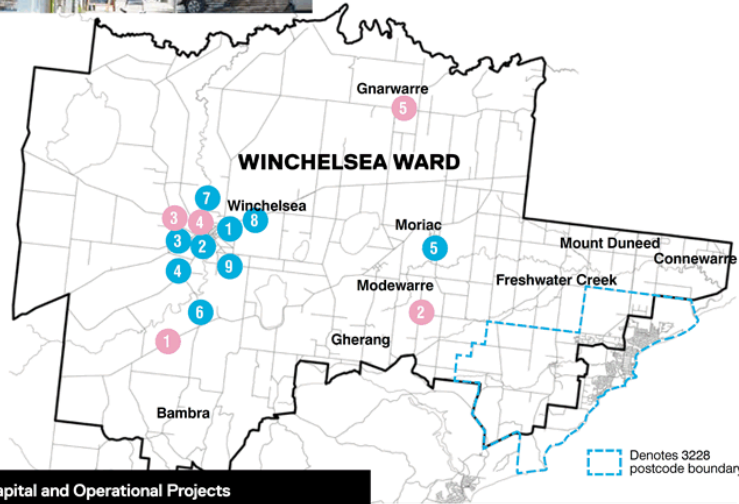 Gnarwarre
5
WINCHELSEA WARD
7
Winchelsea
3
4
1
8
3
2
4
9
6
1
Moriac
5
Mount Duneed
Connewarre
Freshwater Creek
Modewarre
2
Gherang
Bambra
Denotes 3228
postcode boundary
apital and Operational Projects